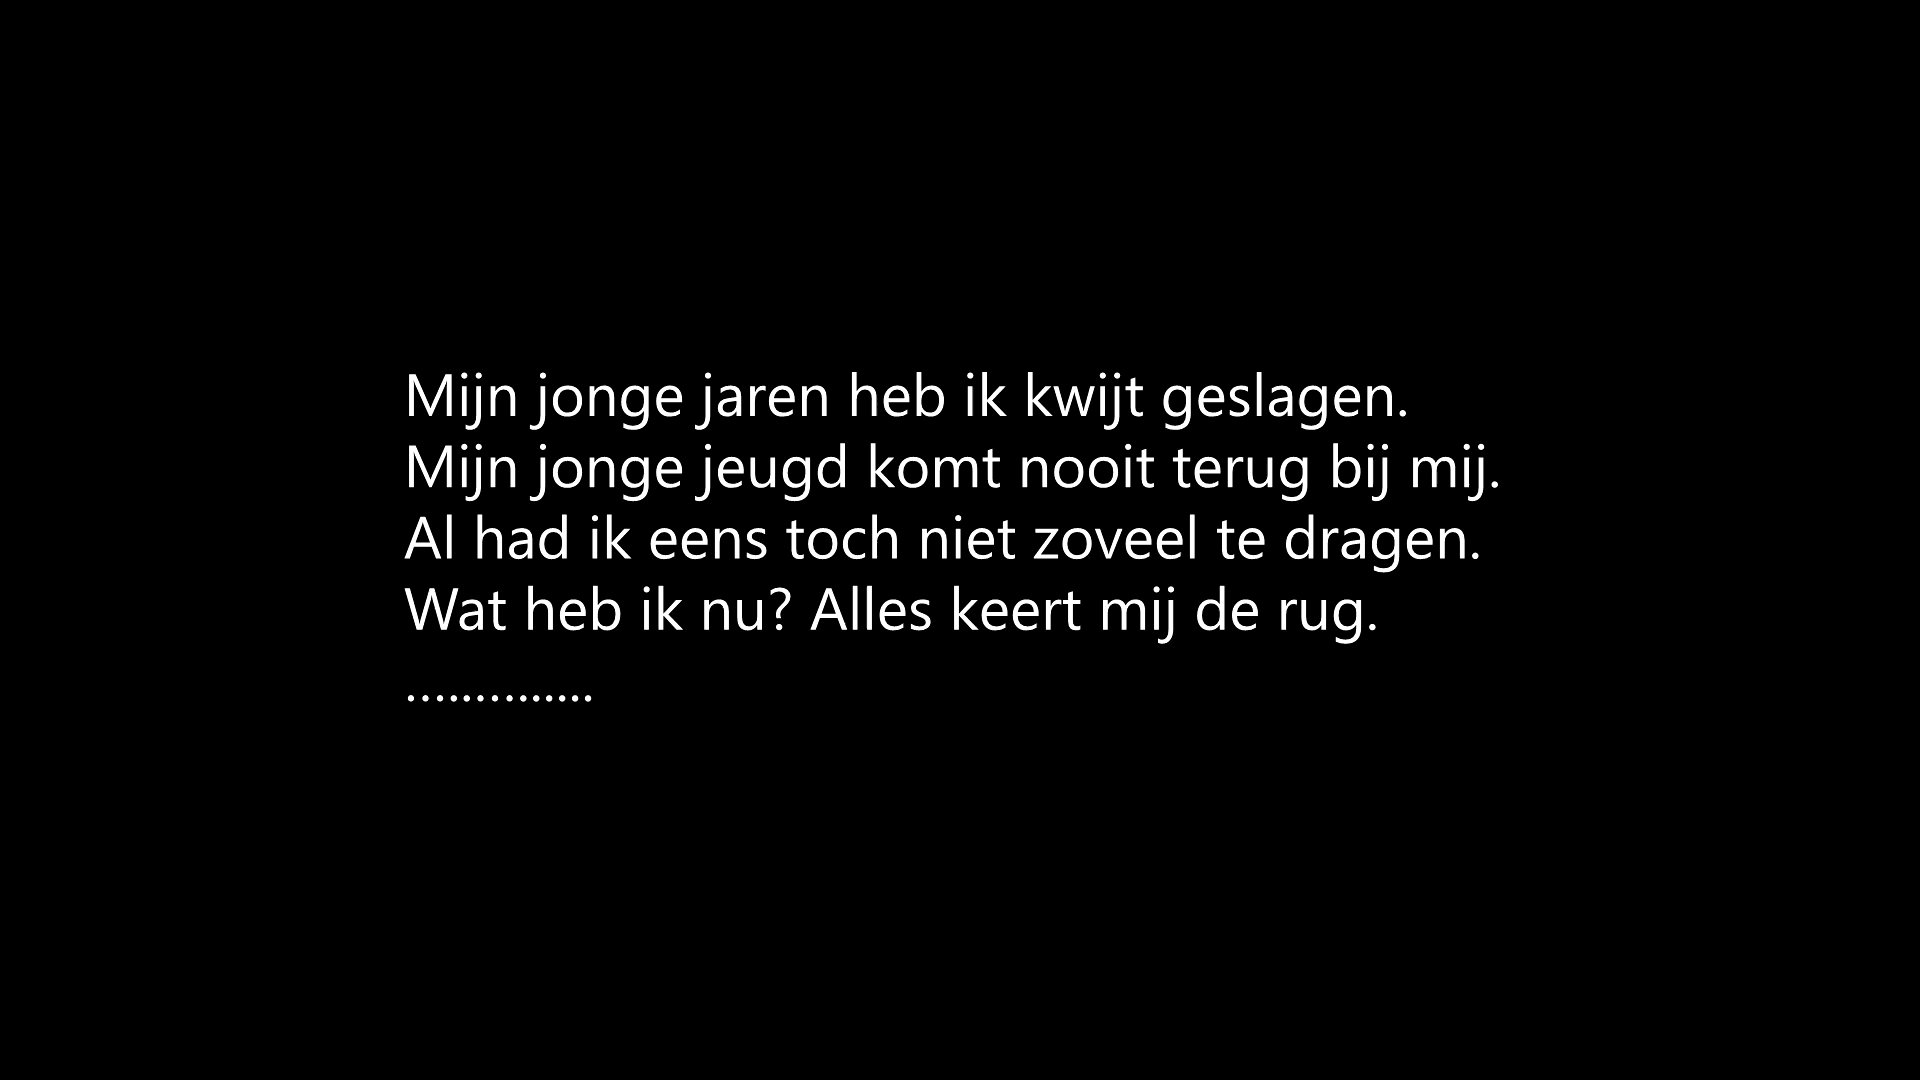 Mijn jonge jaren heb ik kwijt geslagen.
Mijn jonge jeugd komt nooit terug bij mij.
Al had ik eens toch niet zoveel te dragen.
Wat heb ik nu? Alles keert mij de rug.
..............